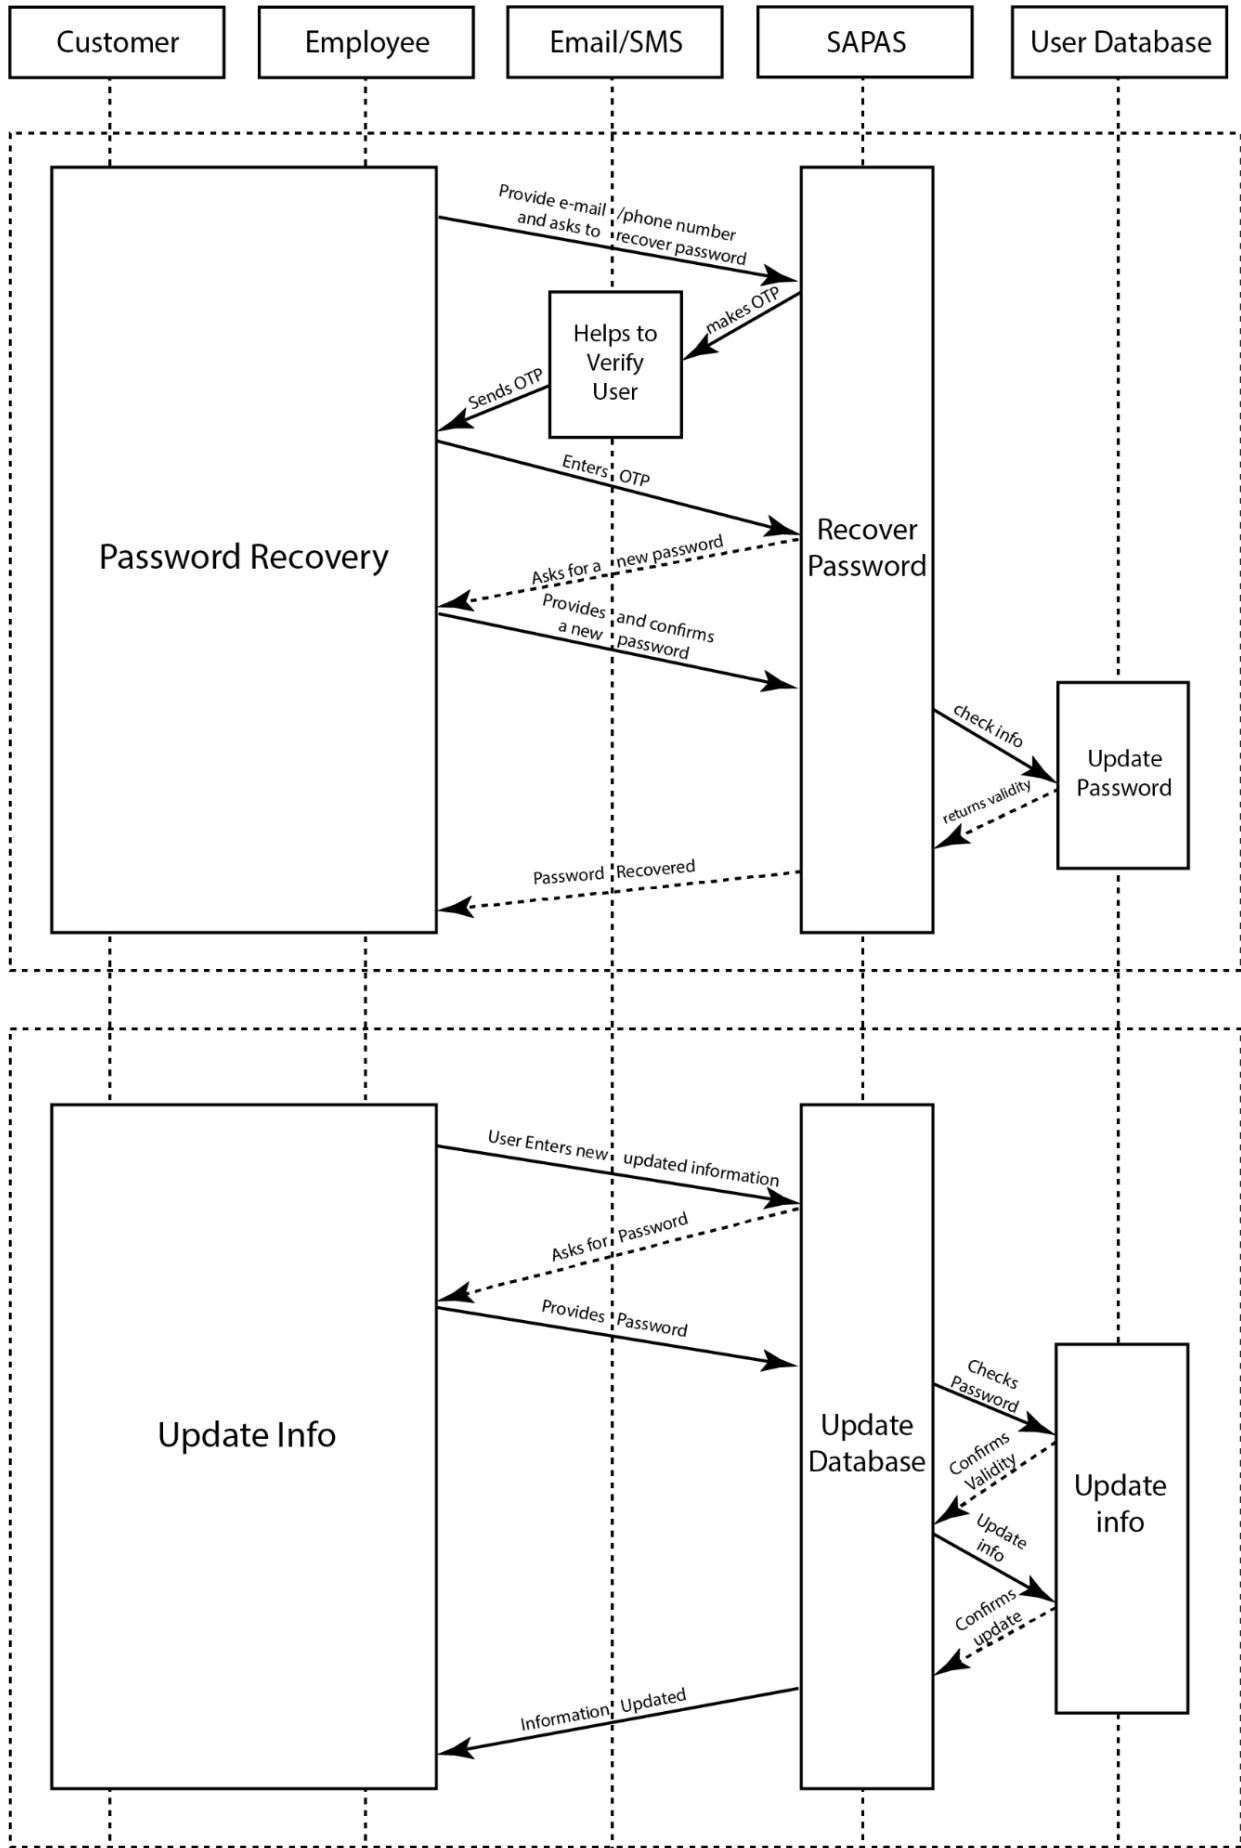 Customer
Employee
Email/SMS
SAPAS
User Database
Provide e-mail /phone number
and asks to recover password
makes OTP
Helps to
Verify
User
Sends OTP
Enters OTP
Password Recovery
Recover
Password
Asks for a new password
Provides and confirms
a new password
check info
Update
Password
returns validity
Password Recovered
User Enters new updated information
Asks for Password
Provides Password
Checks
Password
Update Info
Update
Database
Confirms
Validity
Update
info
Update
info
Confirms
update
Information Updated